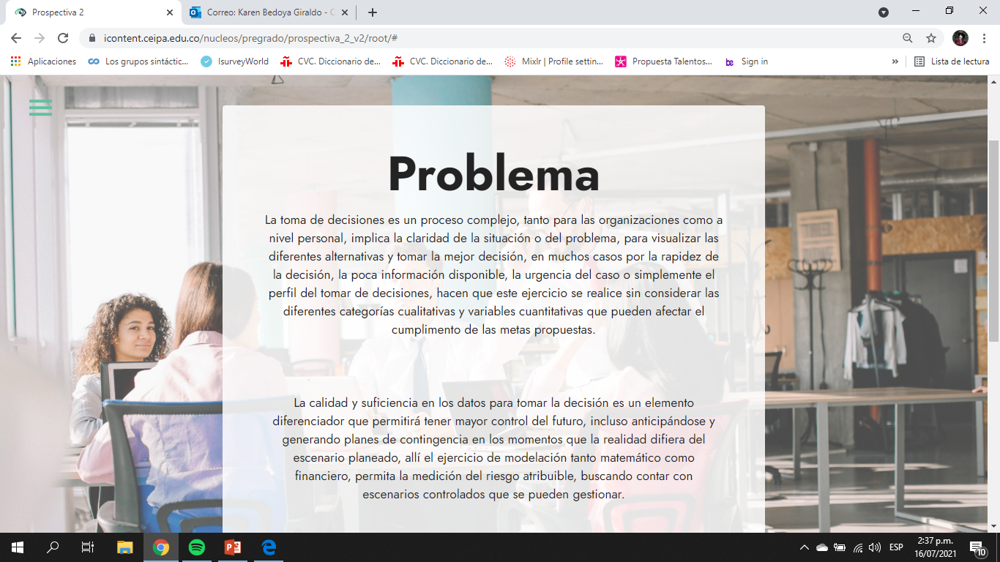 Prospectiva 2
Correo: Karen Bedoya Giraldo - C
icontent.ceipa.edu.co/nucleos/pregrado/prospectiva_2_v2/root/#
Aplicaciones
Los grupos sintáctic...
IsurveyWorld
CVC. Diccionario de...
CVC. Diccionario de...
Mixlr | Profile settin...
Propuesta Talentos...
be
Sign in
»
Lista de lectura
Problema
La toma de decisiones es un proceso complejo, tanto para las organizaciones como a
nivel personal, implica la claridad de la situación o del problema, para visualizar las
diferentes alternativas y tomar la mejor decisión, en muchos casos por la rapidez de
la decisión, la poca información disponible, la urgencia del caso o simplemente el
perfil del tomar de decisiones, hacen que este ejercicio se realice sin considerar las
diferentes categorías cualitativas y variables cuantitativas que pueden afectar el
cumplimento de las metas propuestas.
La calidad y suficiencia en los datos para tomar la decisión es un elemento
diferenciador que permitirá tener mayor control del futuro, incluso anticipándose y
generando planes de contingencia en los momentos que la realidad difiera del
escenario planeado, allí el ejercicio de modelación tanto matemático como
financiero, permita la medición del riesgo atribuible, buscando contar con
escenarios controlados que se pueden gestionar.
ESP
2:37 p.m.
16/07/2021
10